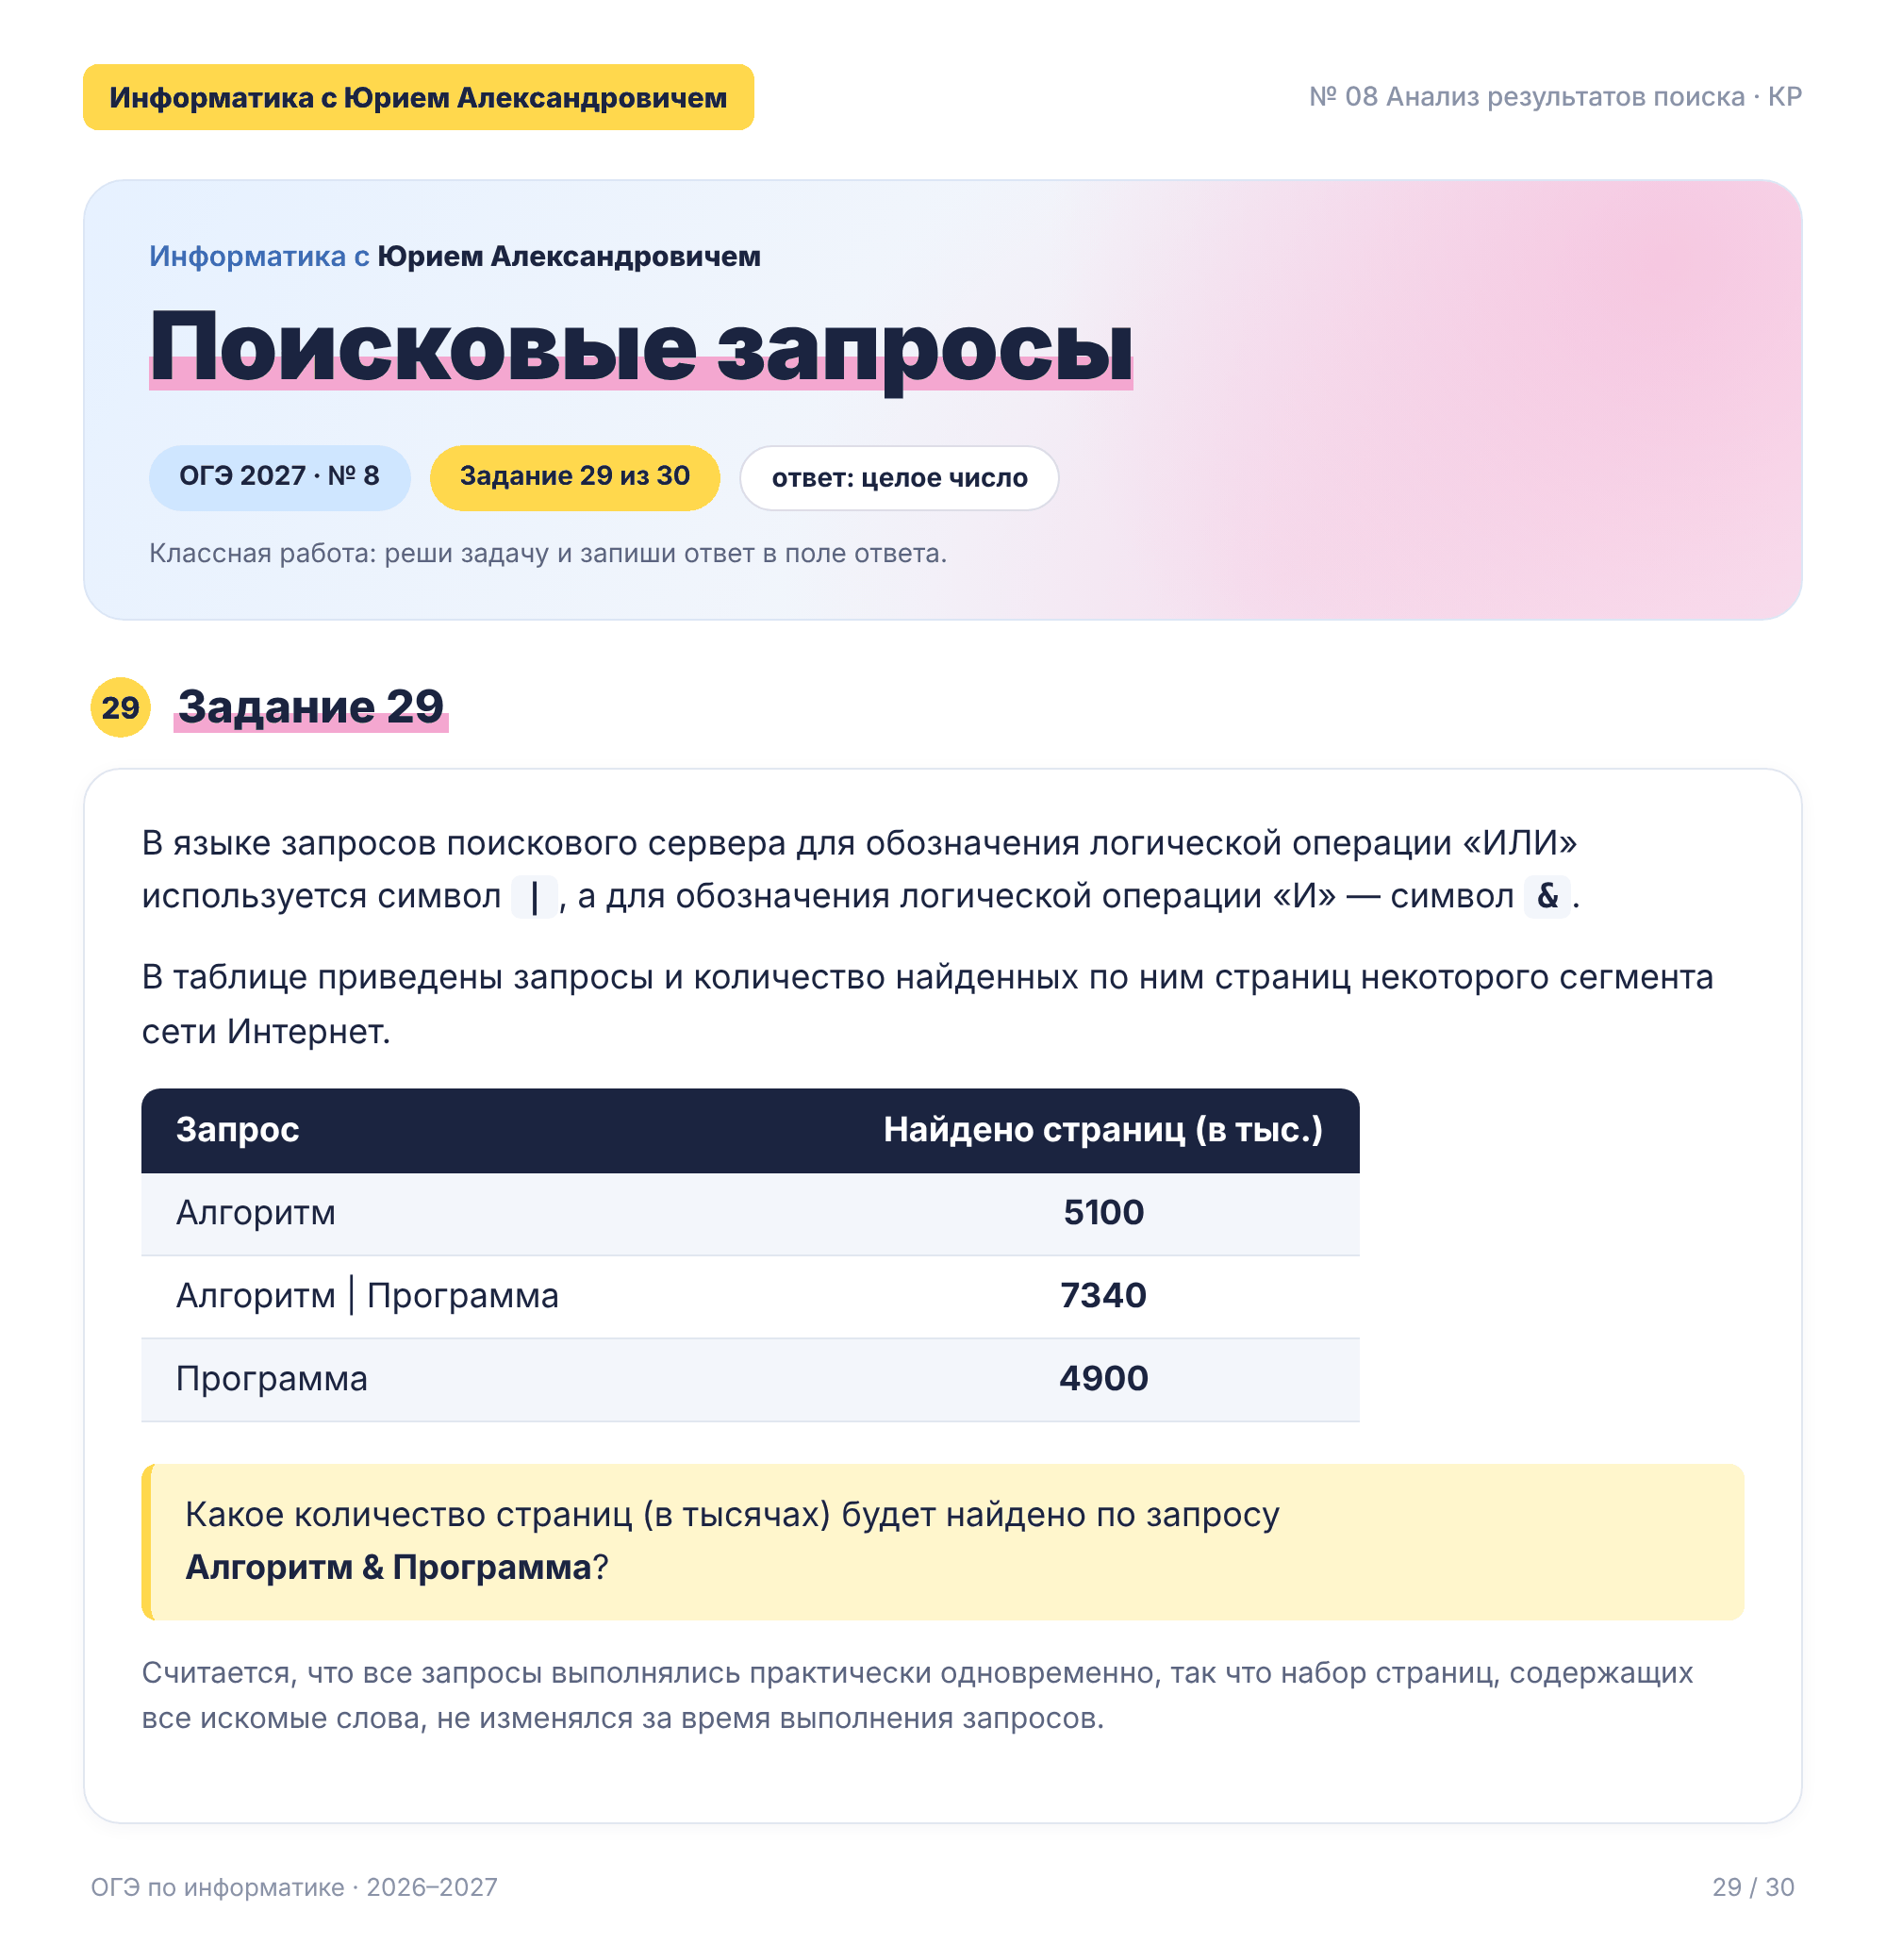 Информатика с Юрием Александровичем
№ 08 Анализ результатов поиска · КР
Информатика с Юрием Александровичем
Поисковые запросы
ОГЭ 2027 · № 8
Задание 29 из 30
ответ: целое число
Классная работа: реши задачу и запиши ответ в поле ответа.
29
Задание 29
В языке запросов поискового сервера для обозначения логической операции «ИЛИ»
используется символ |, а для обозначения логической операции «И» — символ &.
В таблице приведены запросы и количество найденных по ним страниц некоторого сегмента
сети Интернет.
Запрос Найдено страниц (в тыс.)
Алгоритм 5100
Алгоритм | Программа 7340
Программа 4900
Какое количество страниц (в тысячах) будет найдено по запросу
Алгоритм & Программа?
Считается, что все запросы выполнялись практически одновременно, так что набор страниц, содержащих
все искомые слова, не изменялся за время выполнения запросов.
ОГЭ по информатике · 2026–2027
29 / 30